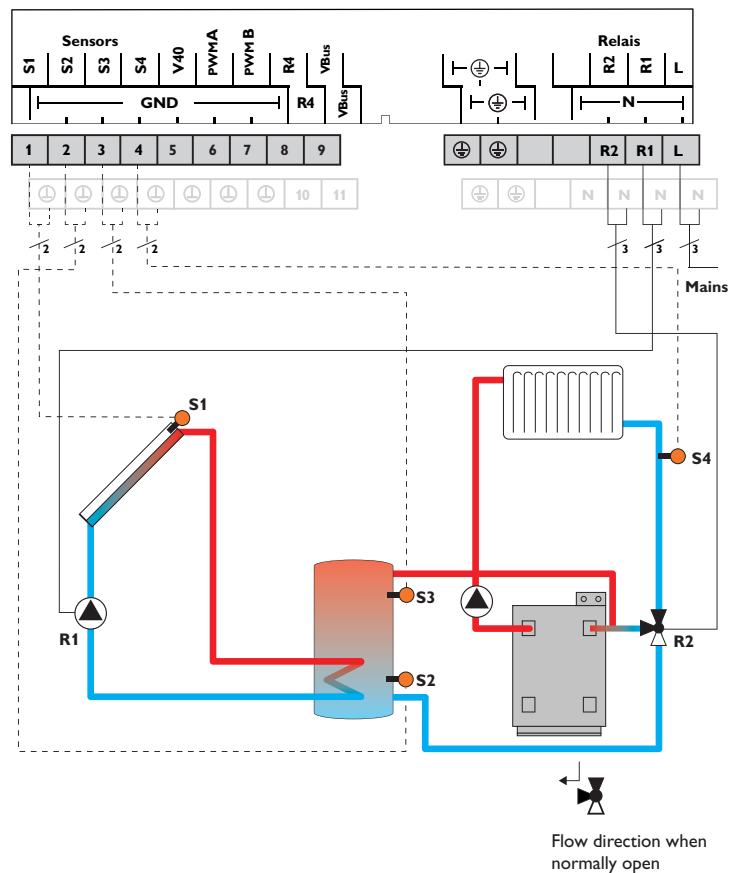 Sensors
Relais
S1 S2 S3 S4 V40 PWMA PWM B R4 VBus
R2 R1 L
GND R4 VBus
N
1 2 3 4 5 6 7 8 9
R2 R1 L
10 11
N N N N
2 2 2 2
3 3 3
Mains
S1
S4
S3
R1
R2
S2
Flow direction when
normally open